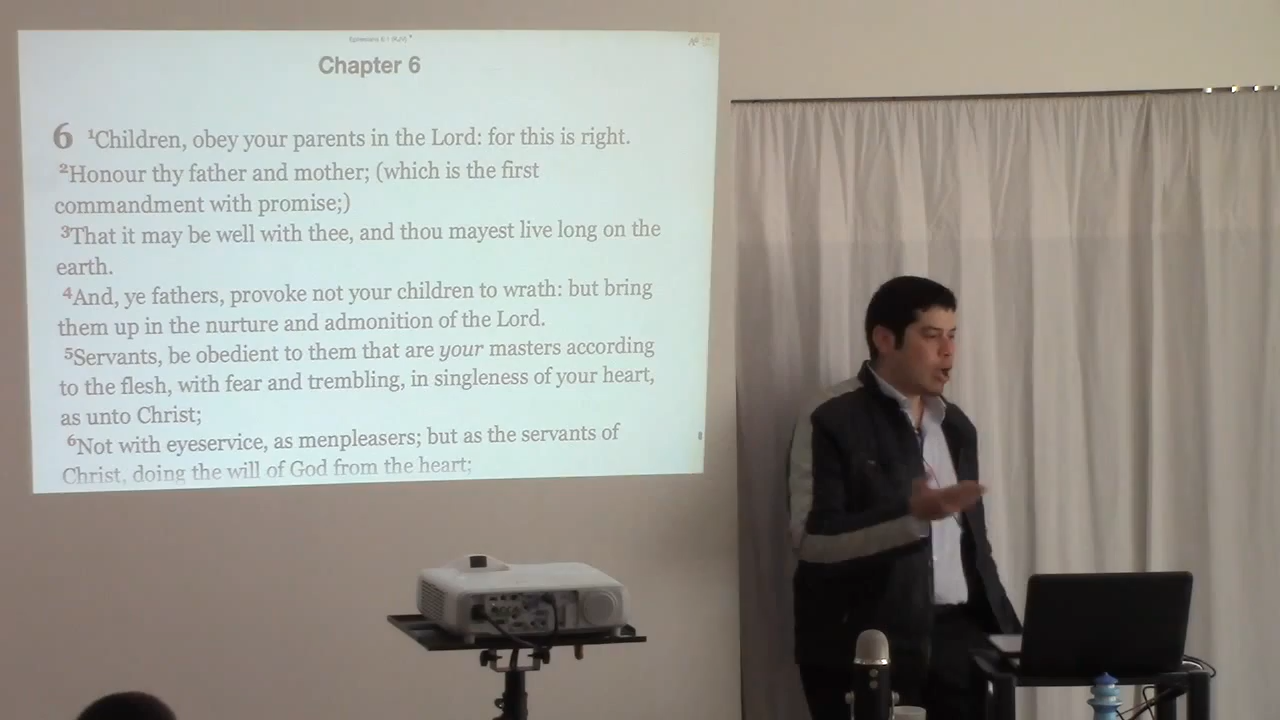 Ephesians 6:1 (KJV)
Chapter 6
6 ¹Children, obey your parents in the Lord: for this is right.
²Honour thy father and mother; (which is the first
commandment with promise;)
³That it may be well with thee, and thou mayest live long on the
earth.
⁴And, ye fathers, provoke not your children to wrath: but bring
them up in the nurture and admonition of the Lord.
⁵Servants, be obedient to them that are your masters according
to the flesh, with fear and trembling, in singleness of your heart,
as unto Christ;
⁶Not with eyeservice, as menpleasers; but as the servants of
Christ, doing the will of God from the heart;